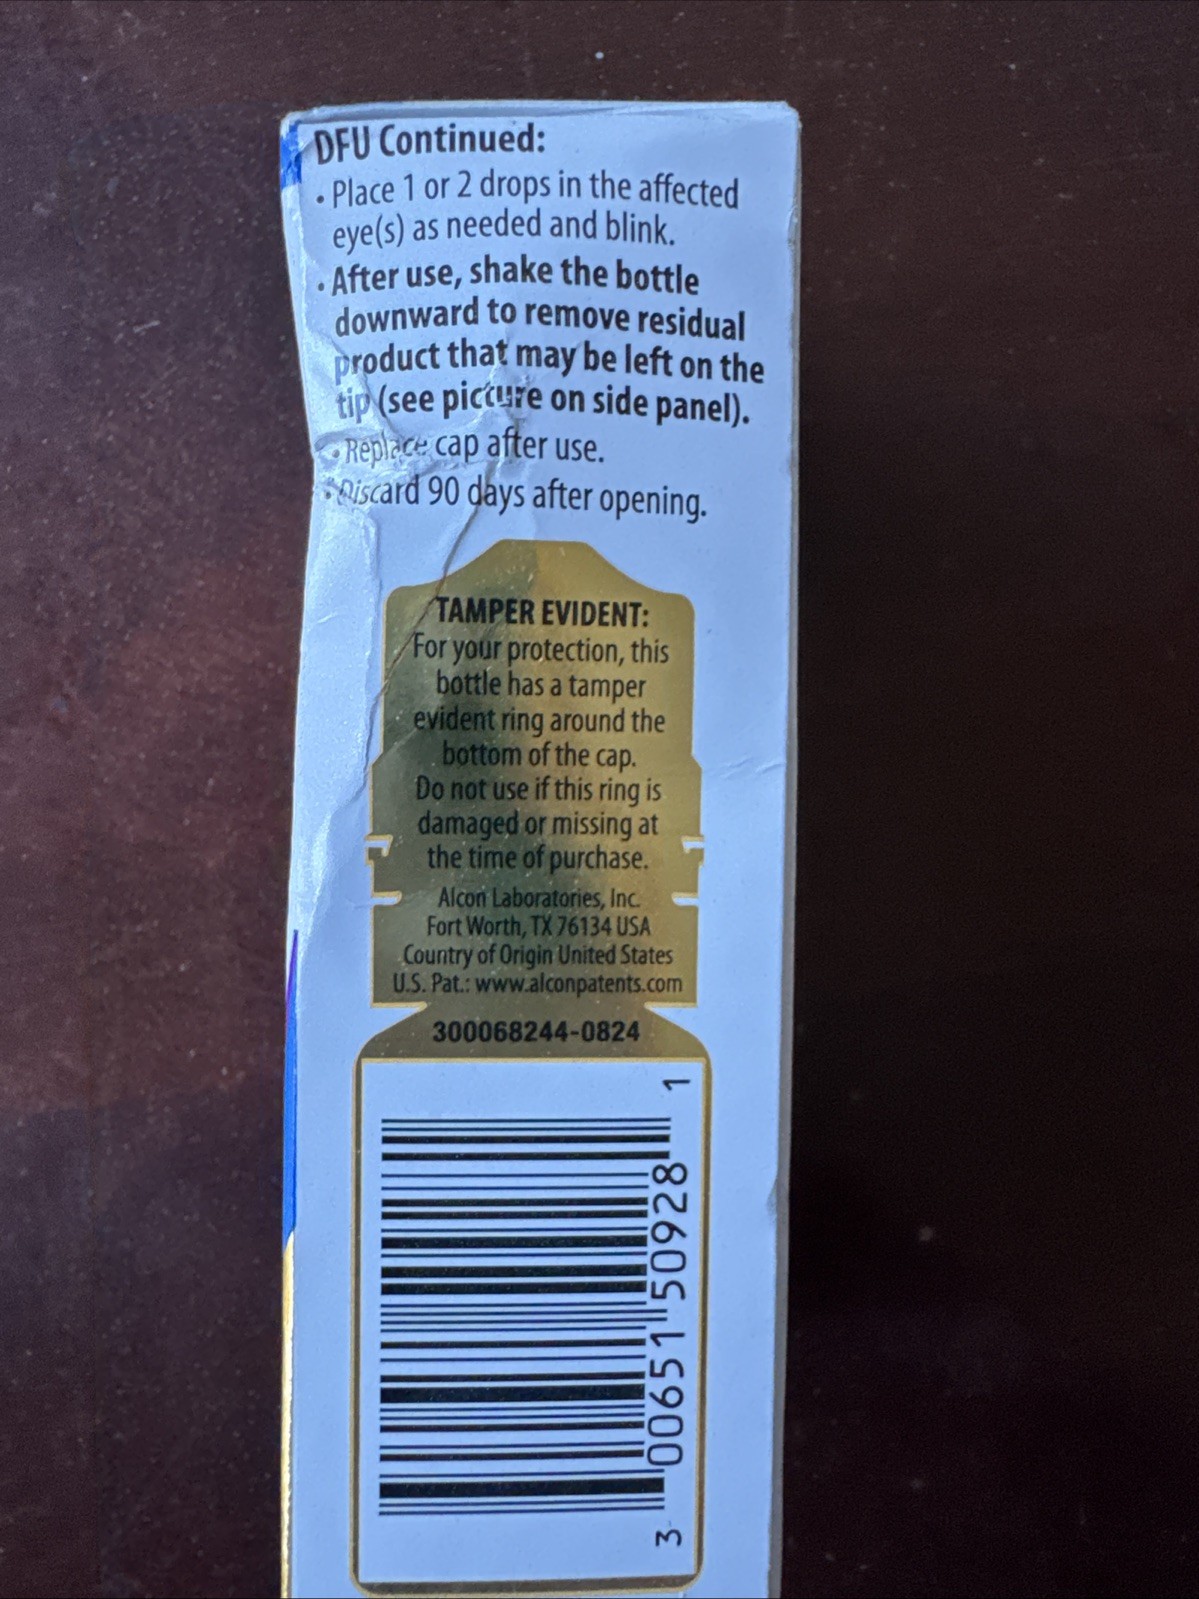 DFU Continued:
• Place 1 or 2 drops in the affected
eye(s) as needed and blink.
• After use, shake the bottle
downward to remove residual
product that may be left on the
tip (see picture on side panel).
• Replace cap after use.
• Discard 90 days after opening.
TAMPER EVIDENT:
For your protection, this
bottle has a tamper
evident ring around the
bottom of the cap.
Do not use if this ring is
damaged or missing at
the time of purchase.
Alcon Laboratories, Inc.
Fort Worth, TX 76134 USA
Country of Origin United States
U.S. Pat.: www.alconpatents.com
300068244-0824
3 00651 50928 1